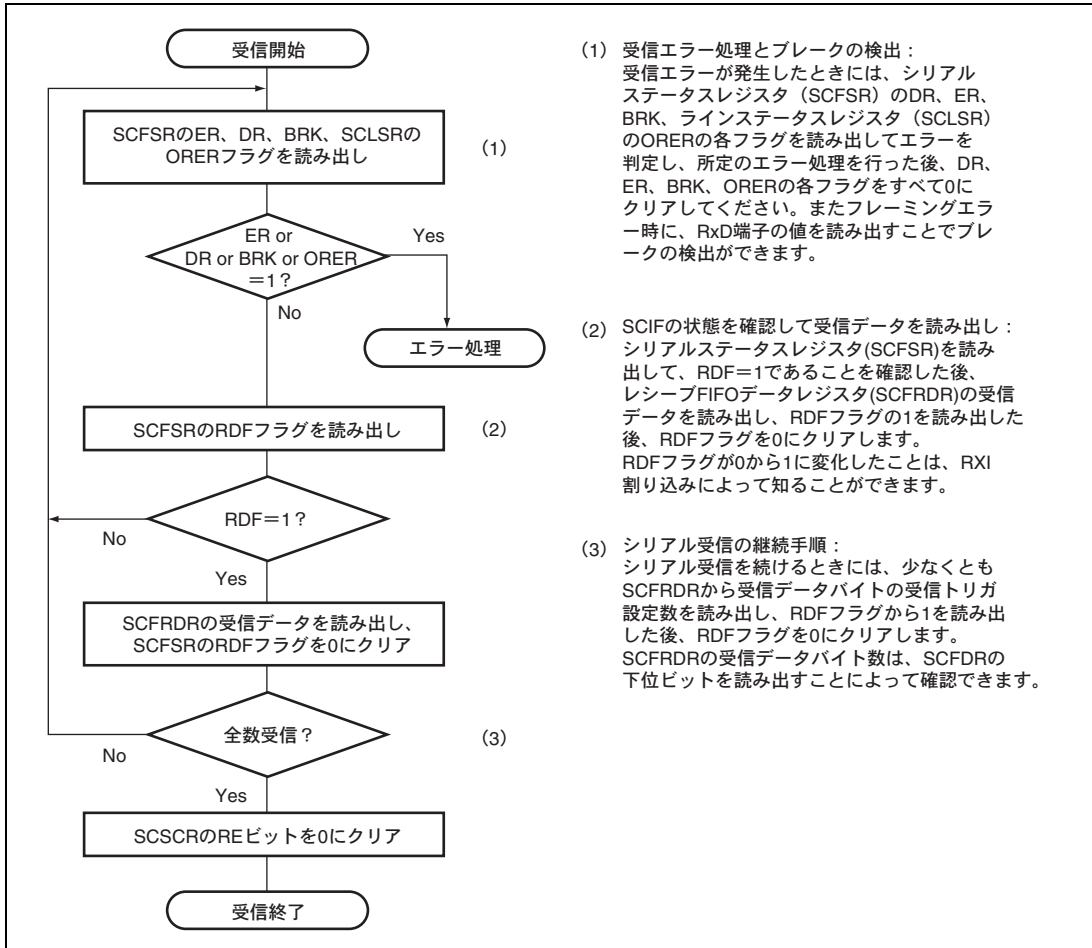 受信開始
SCFSRのER、DR、BRK、SCLSRの
ORERフラグを読み出し
(1)
ER or
DR or BRK or ORER
＝1？
Yes
No
エラー処理
SCFSRのRDFフラグを読み出し
(2)
RDF＝1？
No
Yes
SCFRDRの受信データを読み出し、
SCFSRのRDFフラグを0にクリア
全数受信？
(3)
No
Yes
SCSCRのREビットを0にクリア
受信終了
(1) 受信エラー処理とブレークの検出：
受信エラーが発生したときには、シリアル
ステータスレジスタ（SCFSR）のDR、ER、
BRK、ラインステータスレジスタ（SCLSR）
のORERの各フラグを読み出してエラーを
判定し、所定のエラー処理を行った後、DR、
ER、BRK、ORERの各フラグをすべて0に
クリアしてください。またフレーミングエラ
ー時に、RxD端子の値を読み出すことでブレ
ークの検出ができます。
(2) SCIFの状態を確認して受信データを読み出し：
シリアルステータスレジスタ(SCFSR)を読み
出して、RDF＝1であることを確認した後、
レシーブFIFOデータレジスタ(SCFRDR)の受信
データを読み出し、RDFフラグの1を読み出した
後、RDFフラグを0にクリアします。
RDFフラグが0から1に変化したことは、RXI
割り込みによって知ることができます。
(3) シリアル受信の継続手順：
シリアル受信を続けるときには、少なくとも
SCFRDRから受信データバイトの受信トリガ
設定数を読み出し、RDFフラグから1を読み出
した後、RDFフラグを0にクリアします。
SCFRDRの受信データバイト数は、SCFDRの
下位ビットを読み出すことによって確認できます。